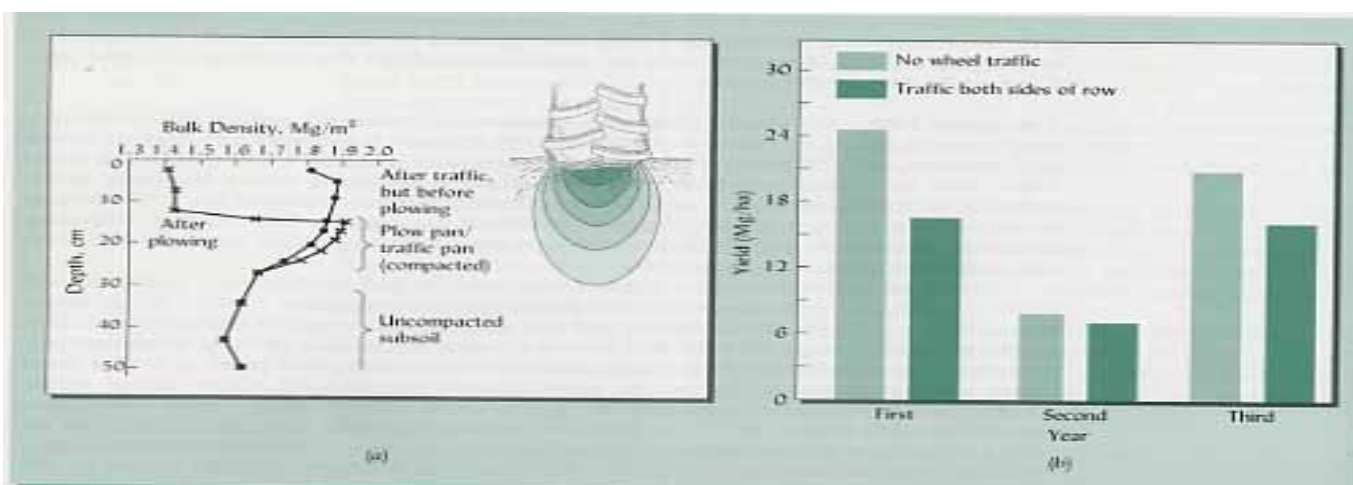 Bulk Density, Mg/m³
1.3 1.4 1.5 1.6 1.7 1.8 1.9 2.0
0
10
20
30
40
50
Depth, cm
After
plowing
After traffic,
but before
plowing
Plow pan/
traffic pan
(compacted)
Uncompacted
subsoil
(a)
No wheel traffic
Traffic both sides of row
30
24
18
12
6
0
Yield (Mg/ha)
First
Second
Third
Year
(b)